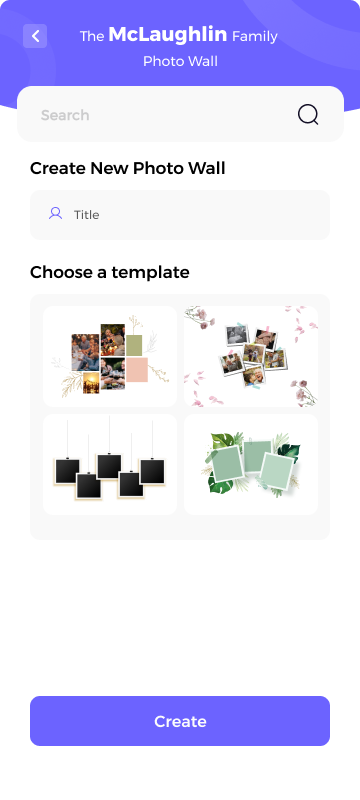 The McLaughlin Family
Photo Wall
Search
Create New Photo Wall
Title
Choose a template
Create